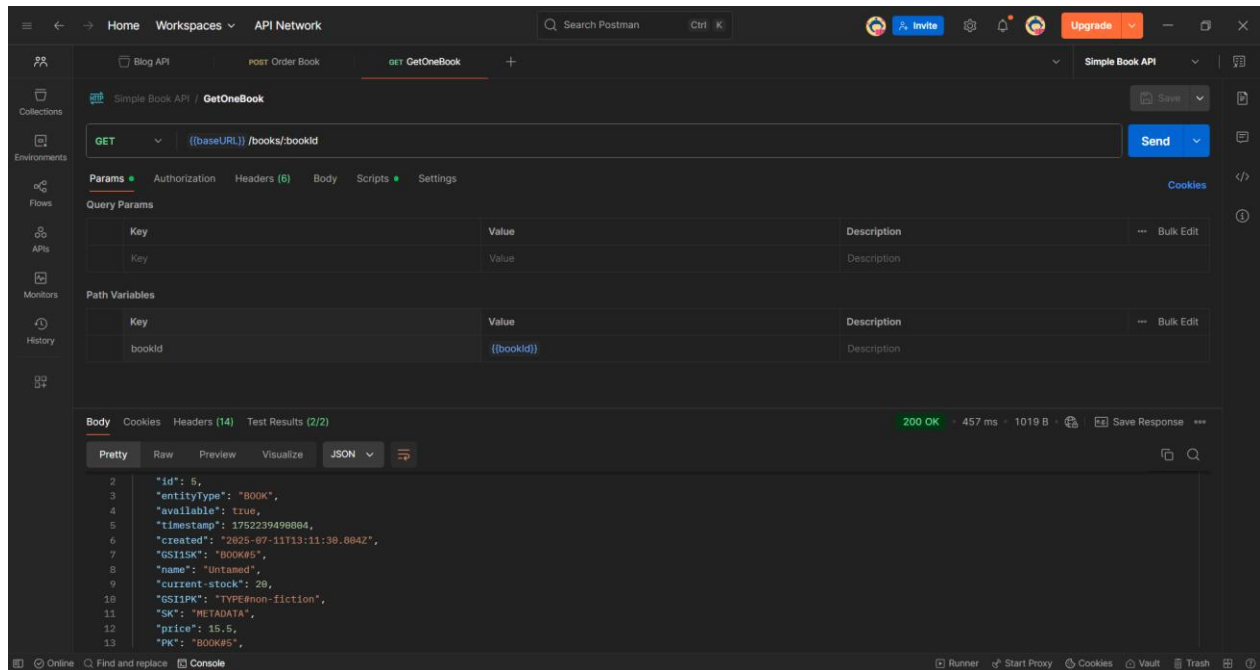 Home Workspaces API Network Search Postman Ctrl K Invite Upgrade
Blog API POST Order Book GET GetOneBook Simple Book API
HTTP Simple Book API / GetOneBook Save
GET {{baseURL}} /books/:bookId Send
Params Authorization Headers (6) Body Scripts Settings Cookies
Query Params
Key Value Description Bulk Edit
Key Value Description
Path Variables
Key Value Description Bulk Edit
bookId {{bookId}} Description
Collections
Environments
Flows
APIs
Monitors
History
Body Cookies Headers (14) Test Results (2/2) 200 OK 457 ms 1019 B Save Response
Pretty Raw Preview Visualize JSON
2 "id": 5,
3 "entityType": "BOOK",
4 "available": true,
5 "timestamp": 1752239490804,
6 "created": "2025-07-11T13:11:30.804Z",
7 "GSI1SK": "BOOK#5",
8 "name": "Untamed",
9 "current-stock": 20,
10 "GSI1PK": "TYPE#non-fiction",
11 "SK": "METADATA",
12 "price": 15.5,
13 "PK": "BOOK#5",
Online Find and replace Console Runner Start Proxy Cookies Vault Trash